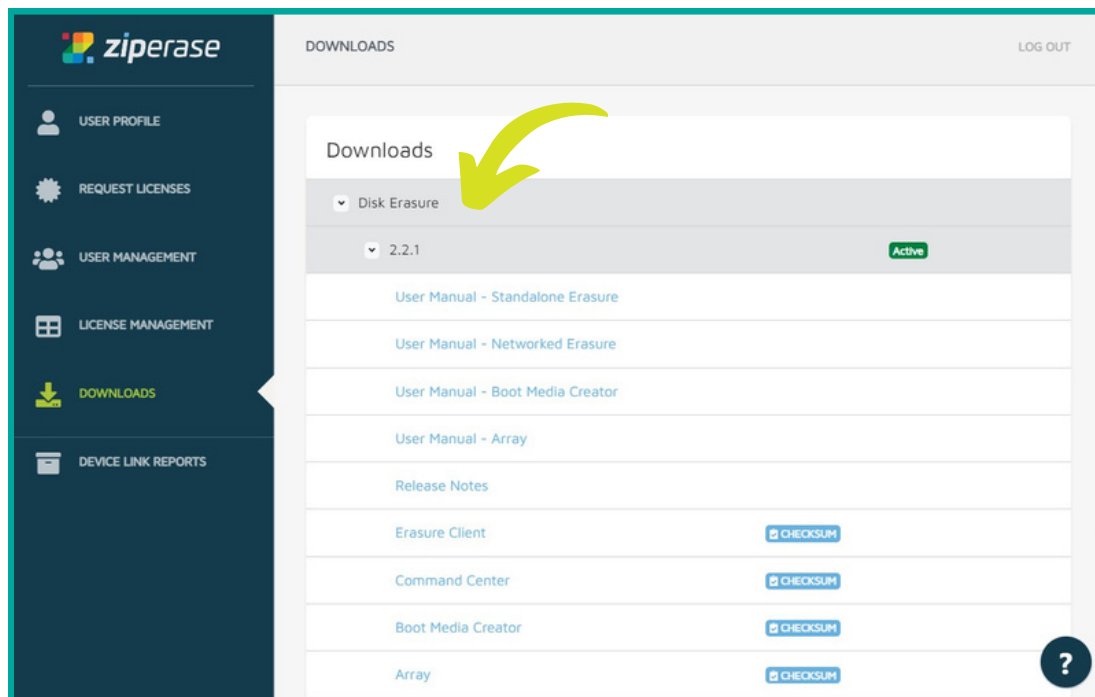 ziperase
DOWNLOADS
LOG OUT
USER PROFILE
REQUEST LICENSES
USER MANAGEMENT
LICENSE MANAGEMENT
DOWNLOADS
DEVICE LINK REPORTS
Downloads
Disk Erasure
2.2.1 Active
User Manual - Standalone Erasure
User Manual - Networked Erasure
User Manual - Boot Media Creator
User Manual - Array
Release Notes
Erasure Client CHECKSUM
Command Center CHECKSUM
Boot Media Creator CHECKSUM
Array CHECKSUM
?